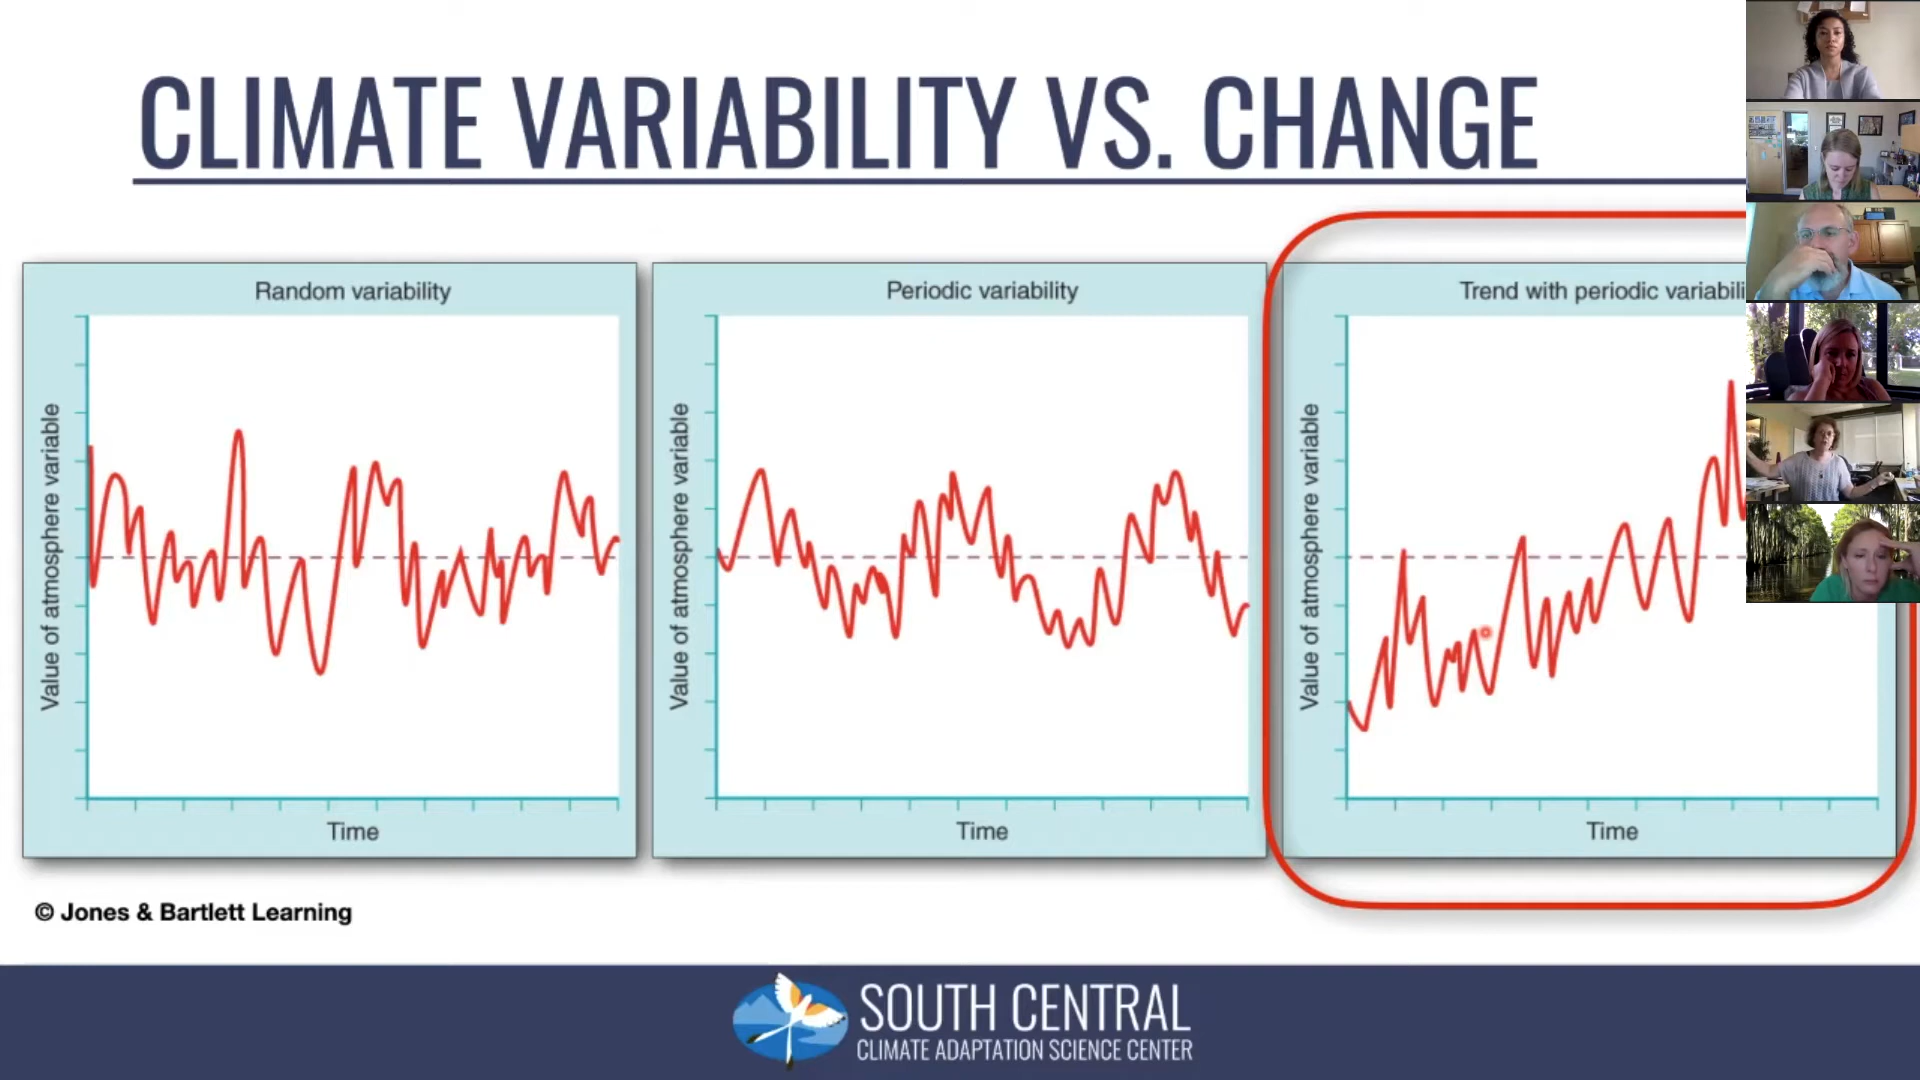 CLIMATE VARIABILITY VS. CHANGE
Random variability
Value of atmosphere variable
Time
Periodic variability
Value of atmosphere variable
Time
Trend with periodic variabili
Value of atmosphere variable
Time
© Jones & Bartlett Learning
SOUTH CENTRAL
CLIMATE ADAPTATION SCIENCE CENTER